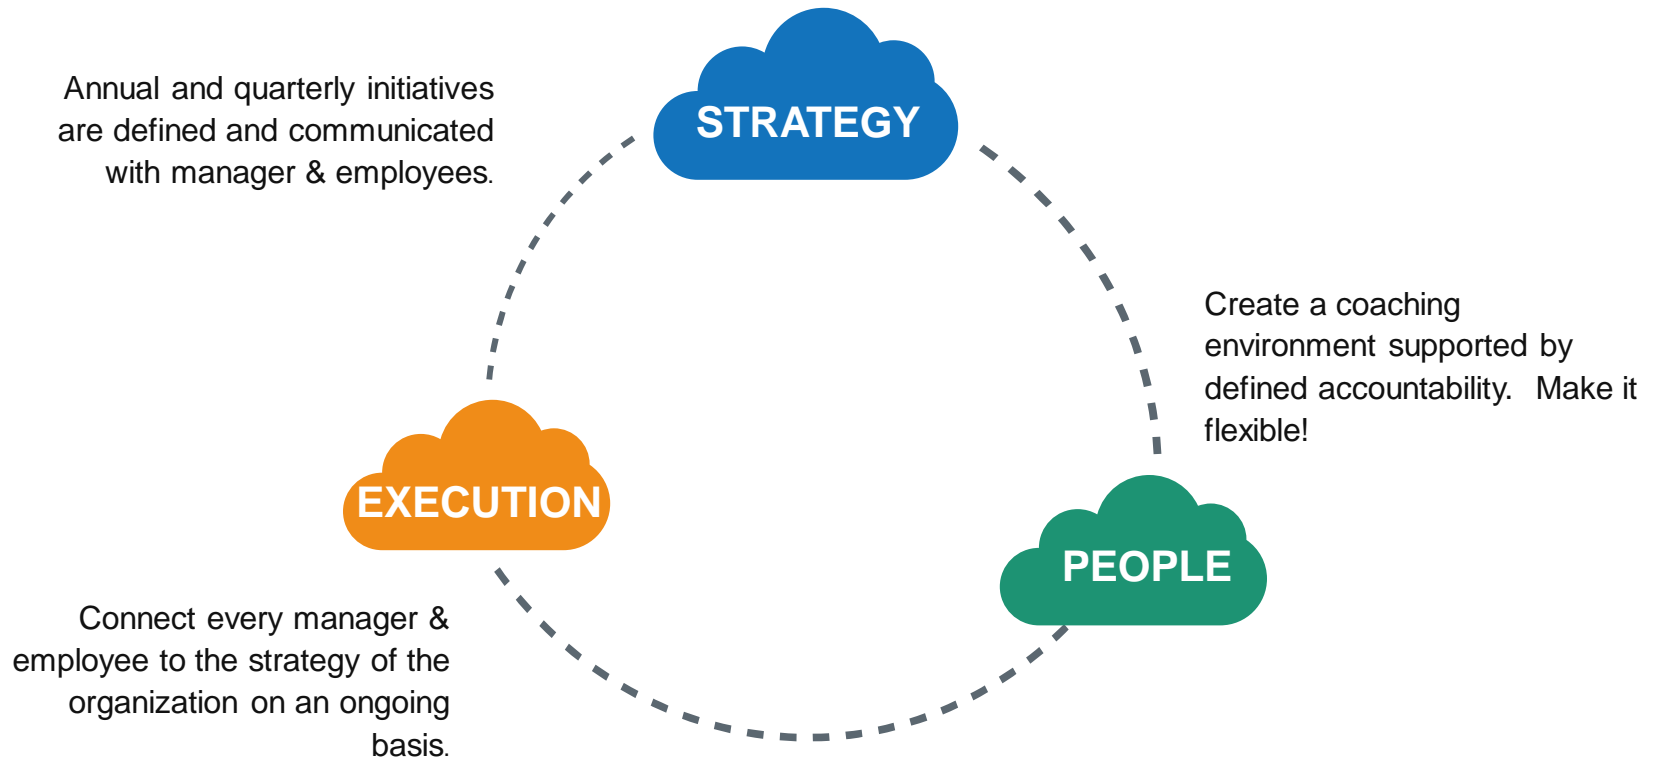 STRATEGY
Annual and quarterly initiatives
are defined and communicated
with manager & employees.
Create a coaching
environment supported by
defined accountability.  Make it
flexible!
EXECUTION
PEOPLE
Connect every manager &
employee to the strategy of the
organization on an ongoing
basis.